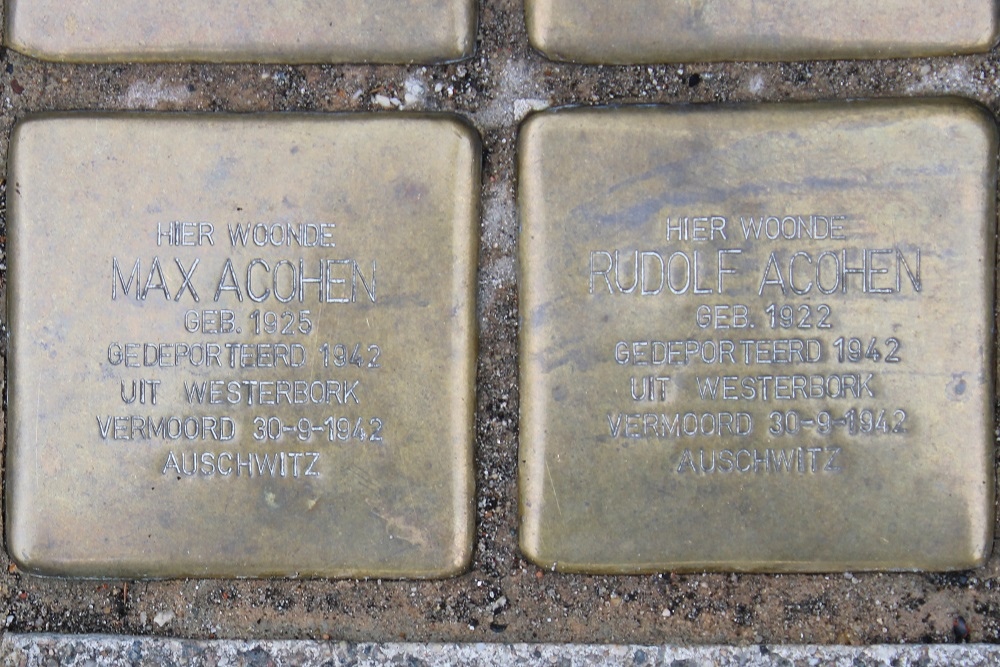 HIER WOONDE
MAX ACOHEN
GEB. 1925
GEDEPORTEERD 1942
UIT WESTERBORK
VERMOORD 30-9-1942
AUSCHWITZ
HIER WOONDE
RUDOLF ACOHEN
GEB. 1922
GEDEPORTEERD 1942
UIT WESTERBORK
VERMOORD 30-9-1942
AUSCHWITZ